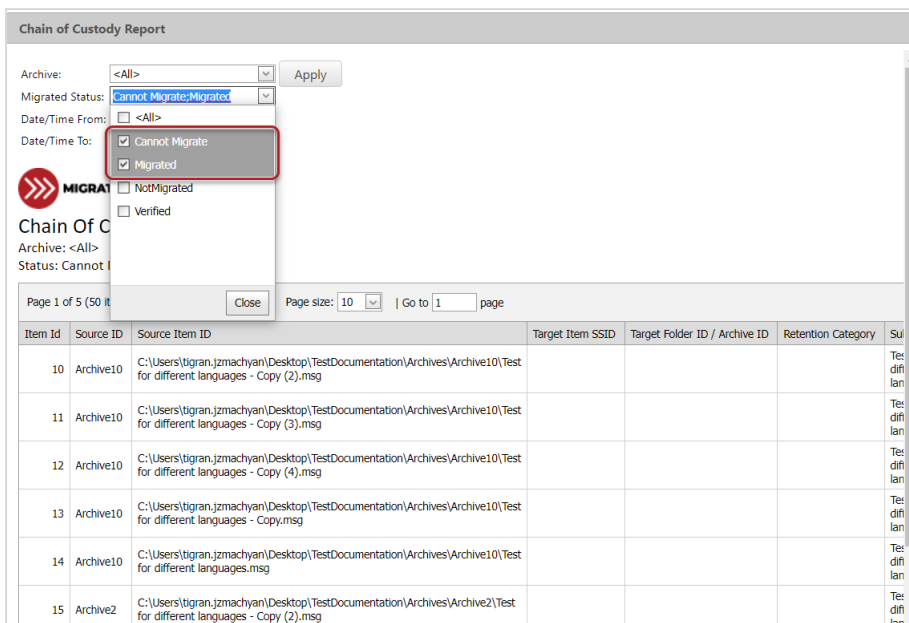 Chain of Custody Report
Archive: <All> Apply
Migrated Status: Cannot Migrate;Migrated
Date/Time From: <All>
Date/Time To: Cannot Migrate
Migrated
NotMigrated
Verified
Chain Of
Archive: <All>
Status: Cannot
Page 1 of 5 (50 Close Page size: 10 | Go to 1 page
Item Id Source ID Source Item ID Target Item SSID Target Folder ID / Archive ID Retention Category
10 Archive10 C:\Users\tigran.jzmachyan\Desktop\TestDocumentation\Archives\Archive10\Test
for different languages - Copy (2).msg
11 Archive10 C:\Users\tigran.jzmachyan\Desktop\TestDocumentation\Archives\Archive10\Test
for different languages - Copy (3).msg
12 Archive10 C:\Users\tigran.jzmachyan\Desktop\TestDocumentation\Archives\Archive10\Test
for different languages - Copy (4).msg
13 Archive10 C:\Users\tigran.jzmachyan\Desktop\TestDocumentation\Archives\Archive10\Test
for different languages - Copy.msg
14 Archive10 C:\Users\tigran.jzmachyan\Desktop\TestDocumentation\Archives\Archive10\Test
for different languages.msg
15 Archive2 C:\Users\tigran.jzmachyan\Desktop\TestDocumentation\Archives\Archive2\Test
for different languages - Copy (2).msg